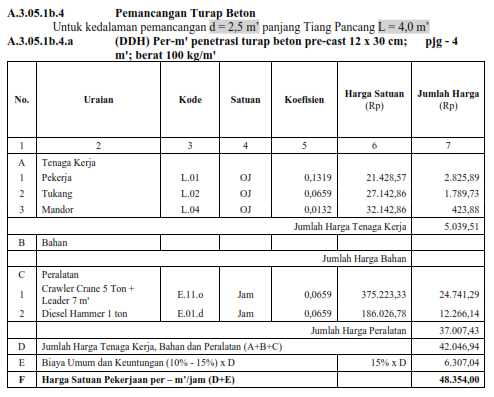 A.3.05.1b.4 Pemancangan Turap Beton
Untuk kedalaman pemancangan d = 2,5 m' panjang Tiang Pancang L = 4,0 m'
A.3.05.1b.4.a (DDH) Per-m' penetrasi turap beton pre-cast 12 x 30 cm; pjg - 4
m'; berat 100 kg/m'
No. Uraian Kode Satuan Koefisien Harga Satuan (Rp) Jumlah Harga (Rp)
1 2 3 4 5 6 7
A Tenaga Kerja
1 Pekerja L.01 OJ 0,1319 21.428,57 2.825,89
2 Tukang L.02 OJ 0,0659 27.142,86 1.789,73
3 Mandor L.04 OJ 0,0132 32.142,86 423,88
Jumlah Harga Tenaga Kerja 5.039,51
B Bahan
Jumlah Harga Bahan
C Peralatan
1 Crawler Crane 5 Ton + Leader 7 m' E.11.o Jam 0,0659 375.223,33 24.741,29
2 Diesel Hammer 1 ton E.01.d Jam 0,0659 186.026,78 12.266,14
Jumlah Harga Peralatan 37.007,43
D Jumlah Harga Tenaga Kerja, Bahan dan Peralatan (A+B+C) 42.046,94
E Biaya Umum dan Keuntungan (10% - 15%) x D 15% x D 6.307,04
F Harga Satuan Pekerjaan per – m'/jam (D+E) 48.354,00